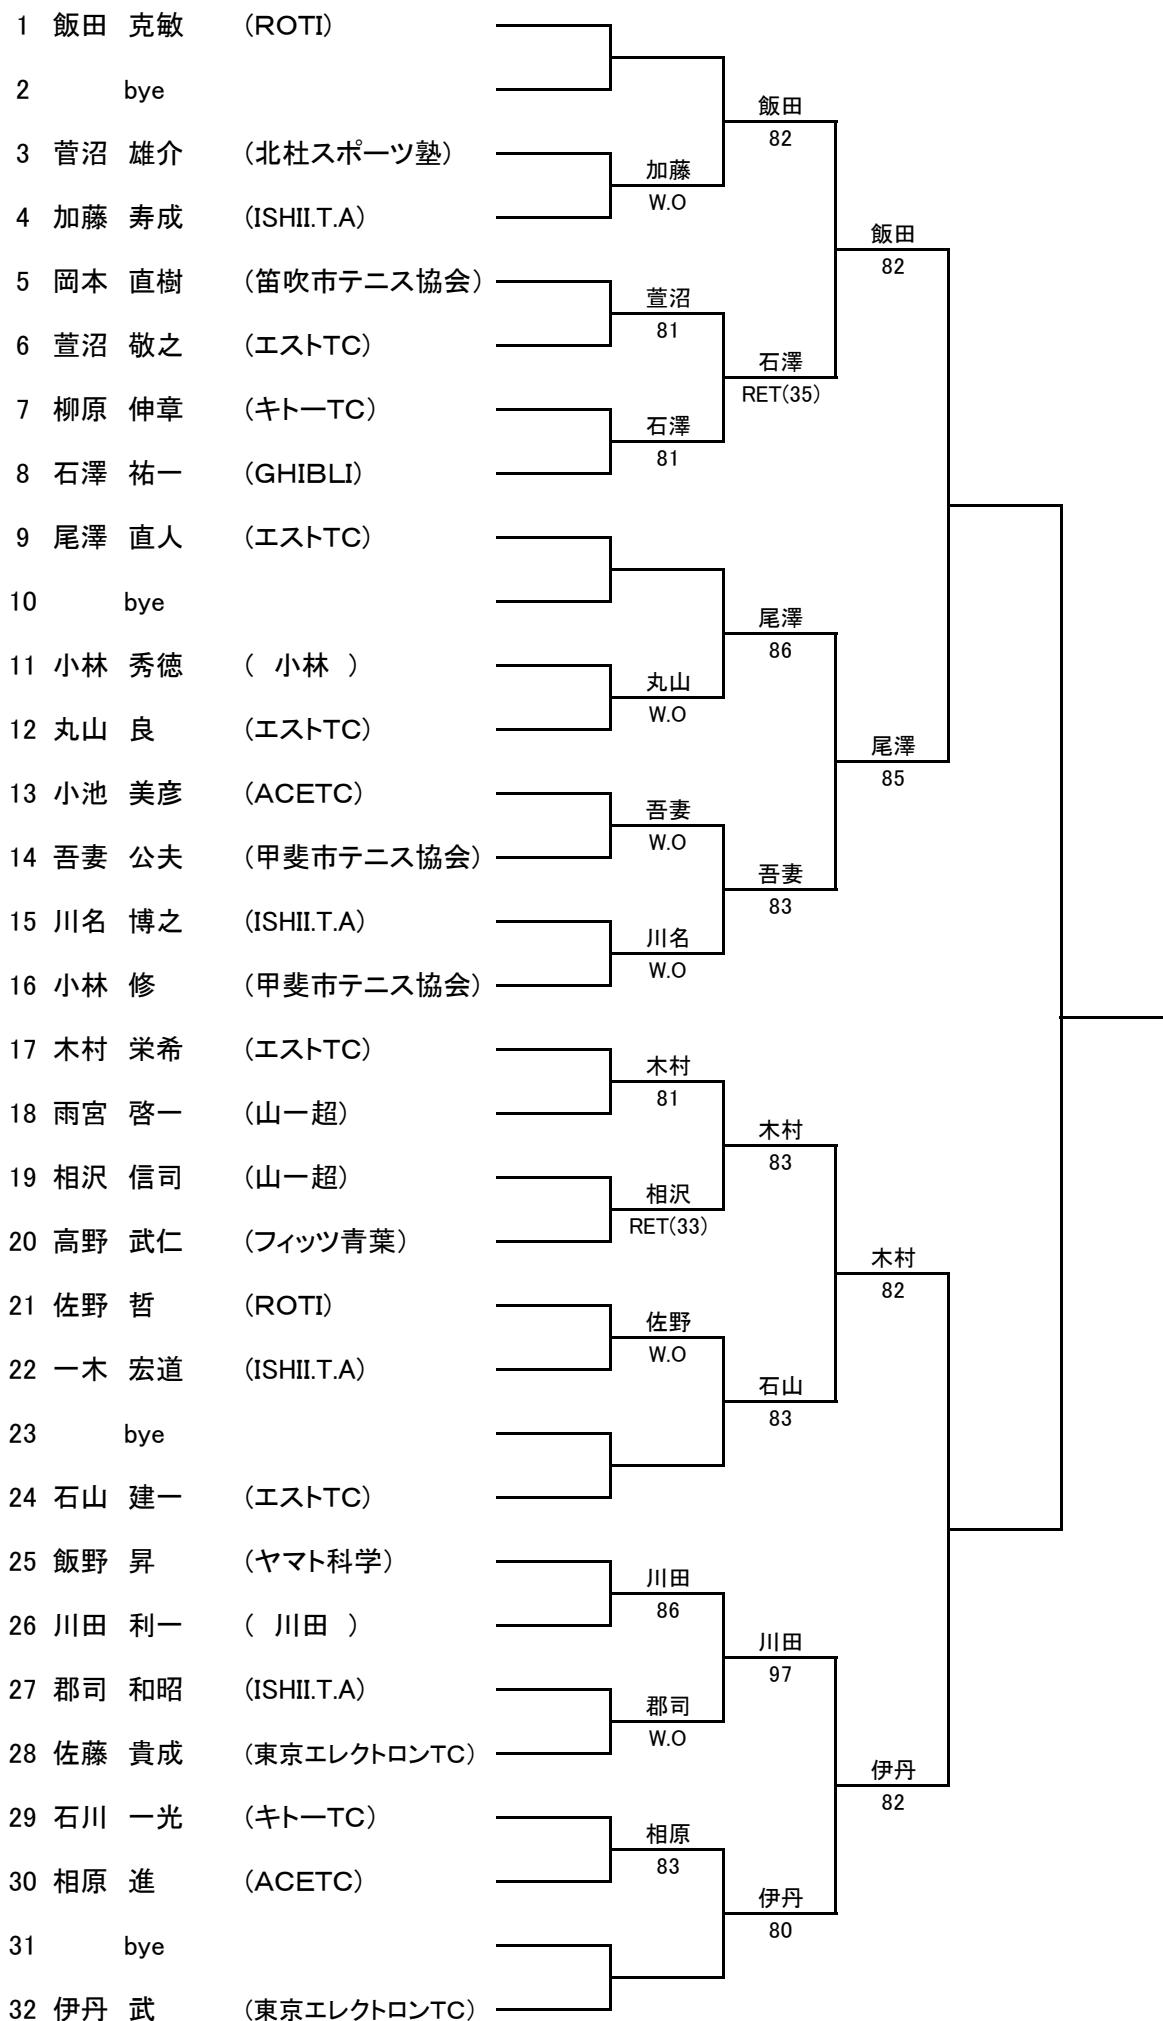 1 飯田 克敏 (ROTI)
2 bye
飯田
82
3 菅沼 雄介 (北杜スポーツ塾)
加藤
W.O
4 加藤 寿成 (ISHII.T.A)
飯田
82
5 岡本 直樹 (笛吹市テニス協会)
萱沼
81
6 萱沼 敬之 (エストTC)
石澤
RET(35)
7 柳原 伸章 (キトーTC)
石澤
81
8 石澤 祐一 (GHIBLI)
9 尾澤 直人 (エストTC)
10 bye
尾澤
86
11 小林 秀徳 ( 小林 )
丸山
W.O
12 丸山 良 (エストTC)
尾澤
85
13 小池 美彦 (ACETC)
吾妻
W.O
14 吾妻 公夫 (甲斐市テニス協会)
吾妻
83
15 川名 博之 (ISHII.T.A)
川名
W.O
16 小林 修 (甲斐市テニス協会)
17 木村 栄希 (エストTC)
木村
81
18 雨宮 啓一 (山一超)
木村
83
19 相沢 信司 (山一超)
相沢
RET(33)
20 高野 武仁 (フィッツ青葉)
木村
82
21 佐野 哲 (ROTI)
佐野
W.O
22 一木 宏道 (ISHII.T.A)
石山
83
23 bye
24 石山 建一 (エストTC)
25 飯野 昇 (ヤマト科学)
川田
86
26 川田 利一 ( 川田 )
川田
97
27 郡司 和昭 (ISHII.T.A)
郡司
W.O
28 佐藤 貴成 (東京エレクトロンTC)
伊丹
82
29 石川 一光 (キトーTC)
相原
83
30 相原 進 (ACETC)
伊丹
80
31 bye
32 伊丹 武 (東京エレクトロンTC)